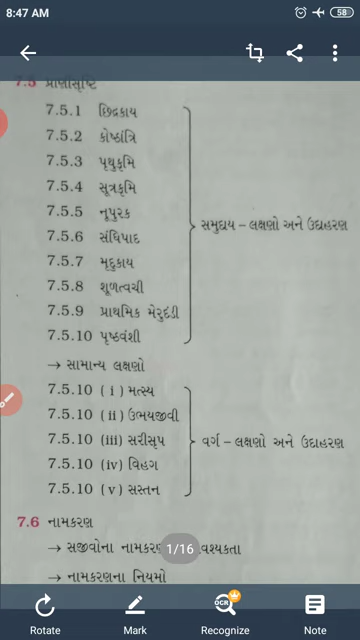 8:47 AM
58
7.5 પ્રાણીસૃષ્ટિ
7.5.1 છિદ્રકાય
7.5.2 કોષ્ઠાંત્રિ
7.5.3 પૃથુકૃમિ
7.5.4 સૂત્રકૃમિ
7.5.5 નૂપુરક
7.5.6 સંધિપાદ
7.5.7 મૃદુકાય
7.5.8 શૂળત્વચી
7.5.9 પ્રાથમિક મેરુદંડી
7.5.10 પૃષ્ઠવંશી
સમુદાય – લક્ષણો અને ઉદાહરણ
→ સામાન્ય લક્ષણો
7.5.10 ( i ) મત્સ્ય
7.5.10 ( ii ) ઉભયજીવી
7.5.10 (iii) સરીસૃપ
7.5.10 (iv) વિહગ
7.5.10 ( v ) સસ્તન
વર્ગ – લક્ષણો અને ઉદાહરણ
7.6 નામકરણ
→ સજીવોના 1/16
→ નામકરણના નિયમો
Rotate
Mark
OCR
Recognize
Note